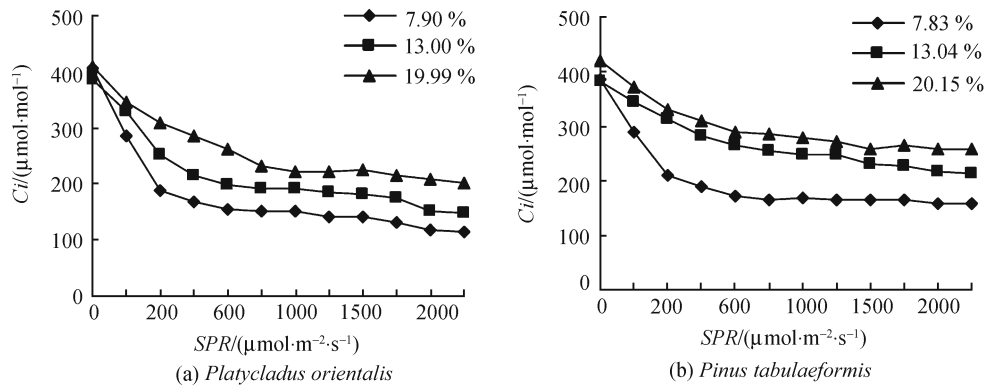 500
400
300
200
100
0
Ci/(μmol·mol⁻¹)
7.90 %
13.00 %
19.99 %
0 200 600 1000 1500 2000
SPR/(μmol·m⁻²·s⁻¹)
(a) Platycladus orientalis
500
400
300
200
100
0
Ci/(μmol·mol⁻¹)
7.83 %
13.04 %
20.15 %
0 200 600 1000 1500 2000
SPR/(μmol·m⁻²·s⁻¹)
(b) Pinus tabulaeformis